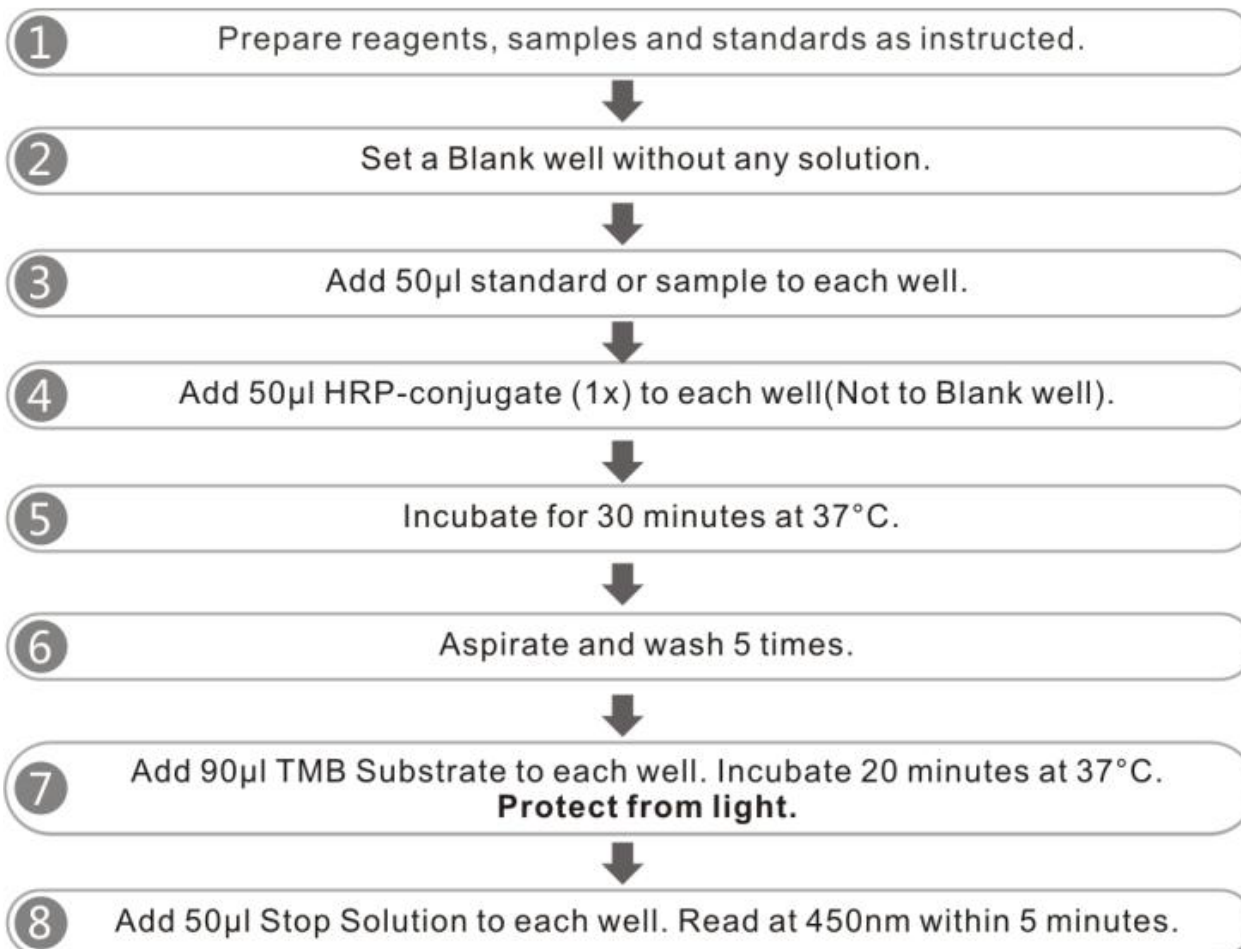 1 Prepare reagents, samples and standards as instructed.
2 Set a Blank well without any solution.
3 Add 50μl standard or sample to each well.
4 Add 50μl HRP-conjugate (1x) to each well(Not to Blank well).
5 Incubate for 30 minutes at 37°C.
6 Aspirate and wash 5 times.
7 Add 90μl TMB Substrate to each well. Incubate 20 minutes at 37°C.
Protect from light.
8 Add 50μl Stop Solution to each well. Read at 450nm within 5 minutes.